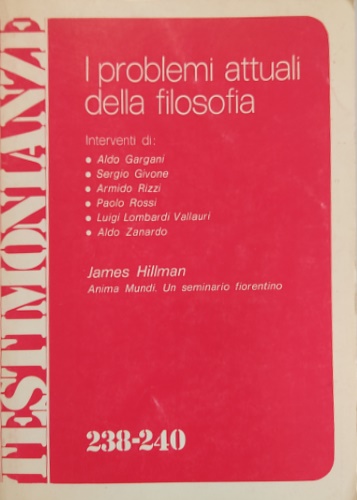 TESTIMONIANZE
I problemi attuali
della filosofia
Interventi di:
• Aldo Gargani
• Sergio Givone
• Armido Rizzi
• Paolo Rossi
• Luigi Lombardi Vallauri
• Aldo Zanardo
James Hillman
Anima Mundi. Un seminario fiorentino
238-240